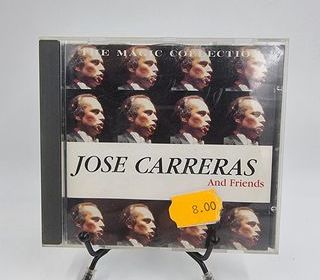 THE MAGIC COLLECTION
JOSE CARRERAS
And Friends
8.00